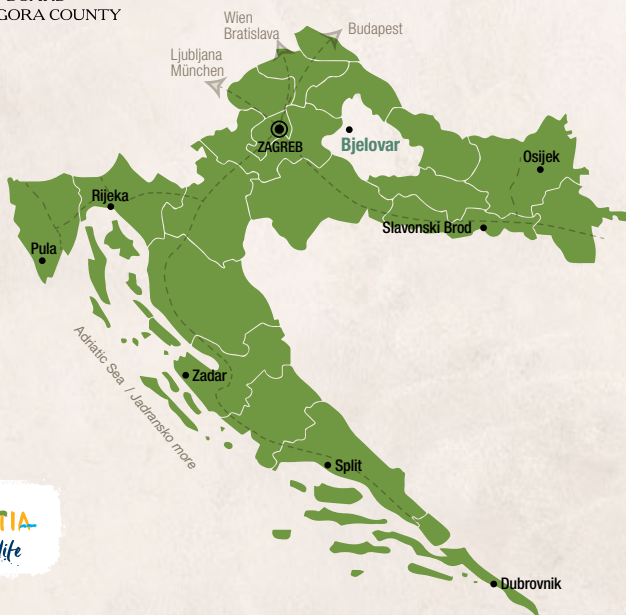 GORA COUNTY
Wien
Bratislava
Budapest
Ljubljana
München
ZAGREB
Bjelovar
Osijek
Rijeka
Slavonski Brod
Pula
Adriatic Sea / Jadransko more
Zadar
Split
TIA
life
Dubrovnik